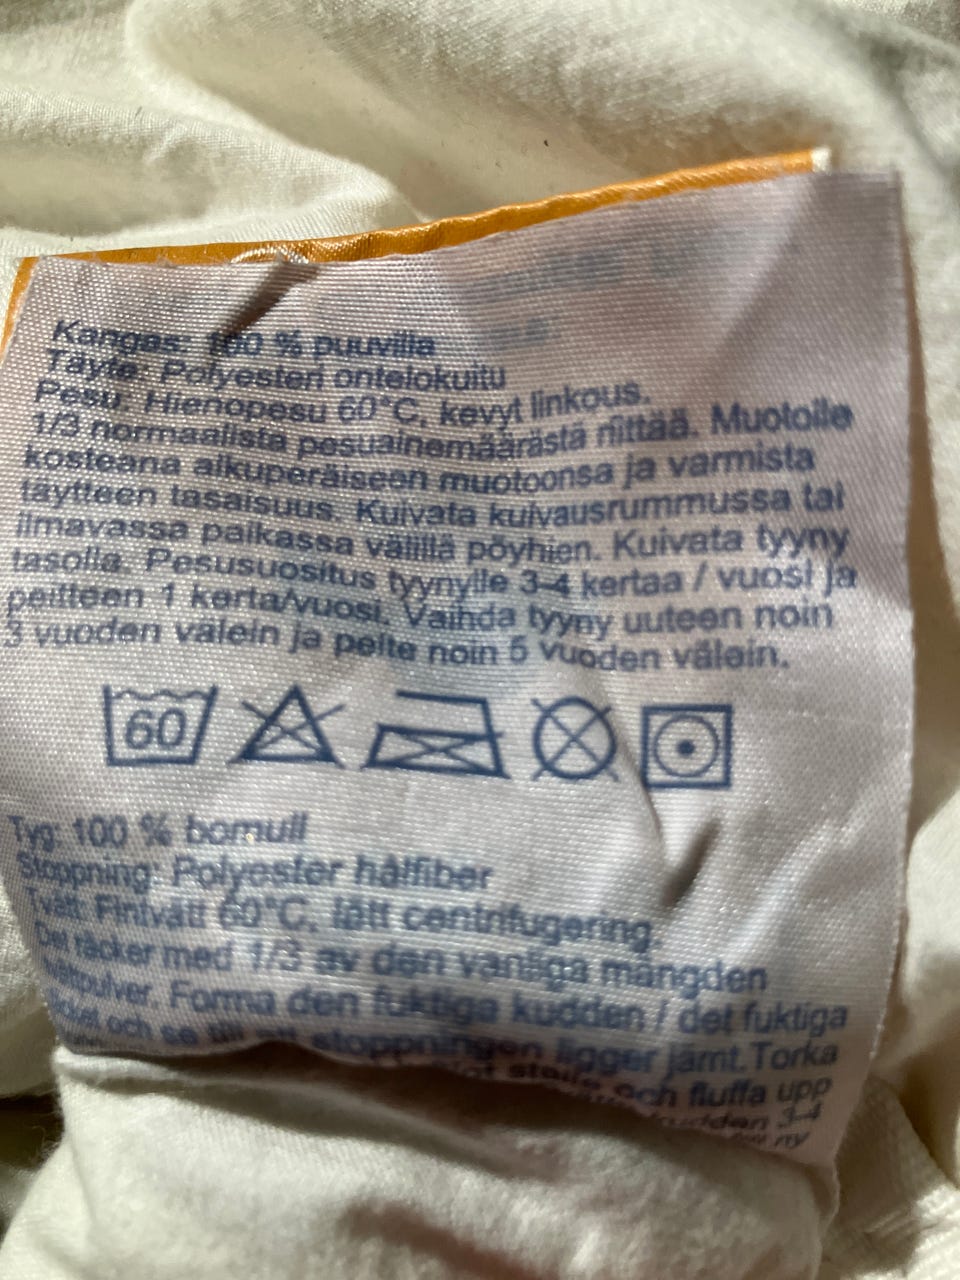 Kangas: 100 % puuvilla
Täyte: Polyesteri ontelokuitu
Pesu: Hienopesu 60°C, kevyt linkous.
1/3 normaalista pesuainemäärästä riittää. Muotoile
kosteana alkuperäiseen muotoonsa ja varmista
täytteen tasaisuus. Kuivata kuivausrummussa tai
ilmavassa paikassa välillä pöyhien. Kuivata tyyny
tasolla. Pesusuositus tyynylle 3-4 kertaa / vuosi ja
peitteen 1 kerta/vuosi. Vaihda tyyny uuteen noin
3 vuoden välein ja peite noin 5 vuoden välein.
60
Tyg: 100 % bomull
Stoppning: Polyester hålfiber
Tvätt: Fintvätt 60°C, lätt centrifugering.
Det räcker med 1/3 av den vanliga mängden
tvättpulver. Forma den fuktiga kudden / det fuktiga
och se till att stoppningen ligger jämt.Torka
ställe och fluffa upp
kudden 3-4
ny